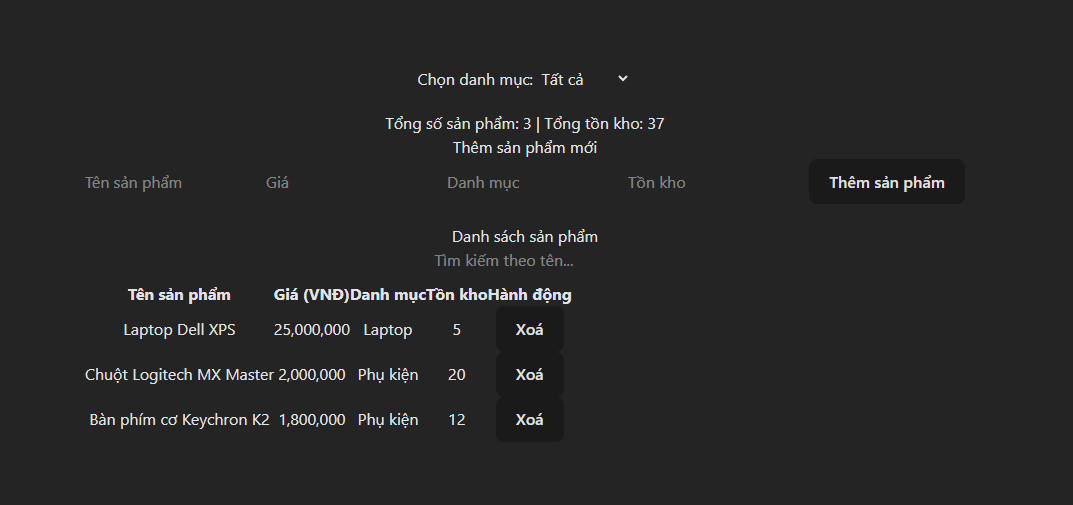 Chọn danh mục: Tất cả
Tổng số sản phẩm: 3 | Tổng tồn kho: 37
Thêm sản phẩm mới
Tên sản phẩm Giá Danh mục Tồn kho Thêm sản phẩm
Danh sách sản phẩm
Tìm kiếm theo tên...
Tên sản phẩm Giá (VNĐ) Danh mục Tồn kho Hành động
Laptop Dell XPS 25,000,000 Laptop 5 Xoá
Chuột Logitech MX Master 2,000,000 Phụ kiện 20 Xoá
Bàn phím cơ Keychron K2 1,800,000 Phụ kiện 12 Xoá